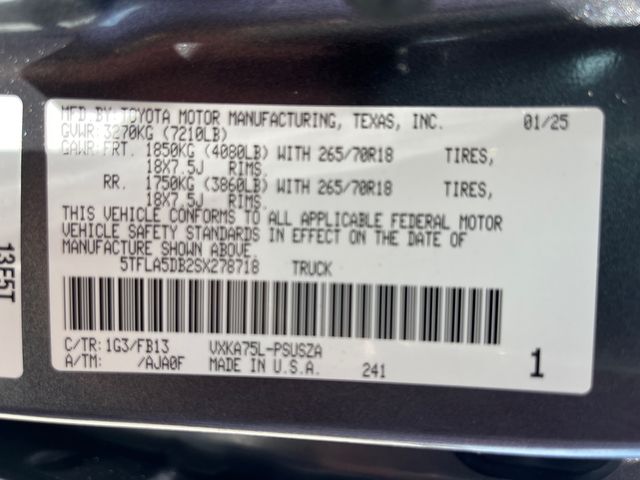 MFD.BY:TOYOTA MOTOR MANUFACTURING, TEXAS, INC. 01/25
GVWR: 3270KG (7210LB)
GAWR:FRT. 1850KG (4080LB) WITH 265/70R18 TIRES,
18X7.5J RIMS.
RR. 1750KG (3860LB) WITH 265/70R18 TIRES,
18X7.5J RIMS.
THIS VEHICLE CONFORMS TO ALL APPLICABLE FEDERAL MOTOR
VEHICLE SAFETY STANDARDS IN EFFECT ON THE DATE OF
MANUFACTURE SHOWN ABOVE.
5TFLA5DB2SX278718 TRUCK
C/TR: 1G3/FB13 VXKA75L-PSUSZA
A/TM: /AJA0F MADE IN U.S.A. 241 1
13E5T